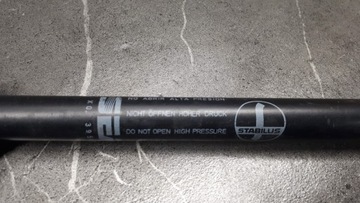 NO ABRIR ALTA PRESION
NICHT ÖFFNEN HOHER DRUCK
DO NOT OPEN HIGH PRESSURE
STABILUS